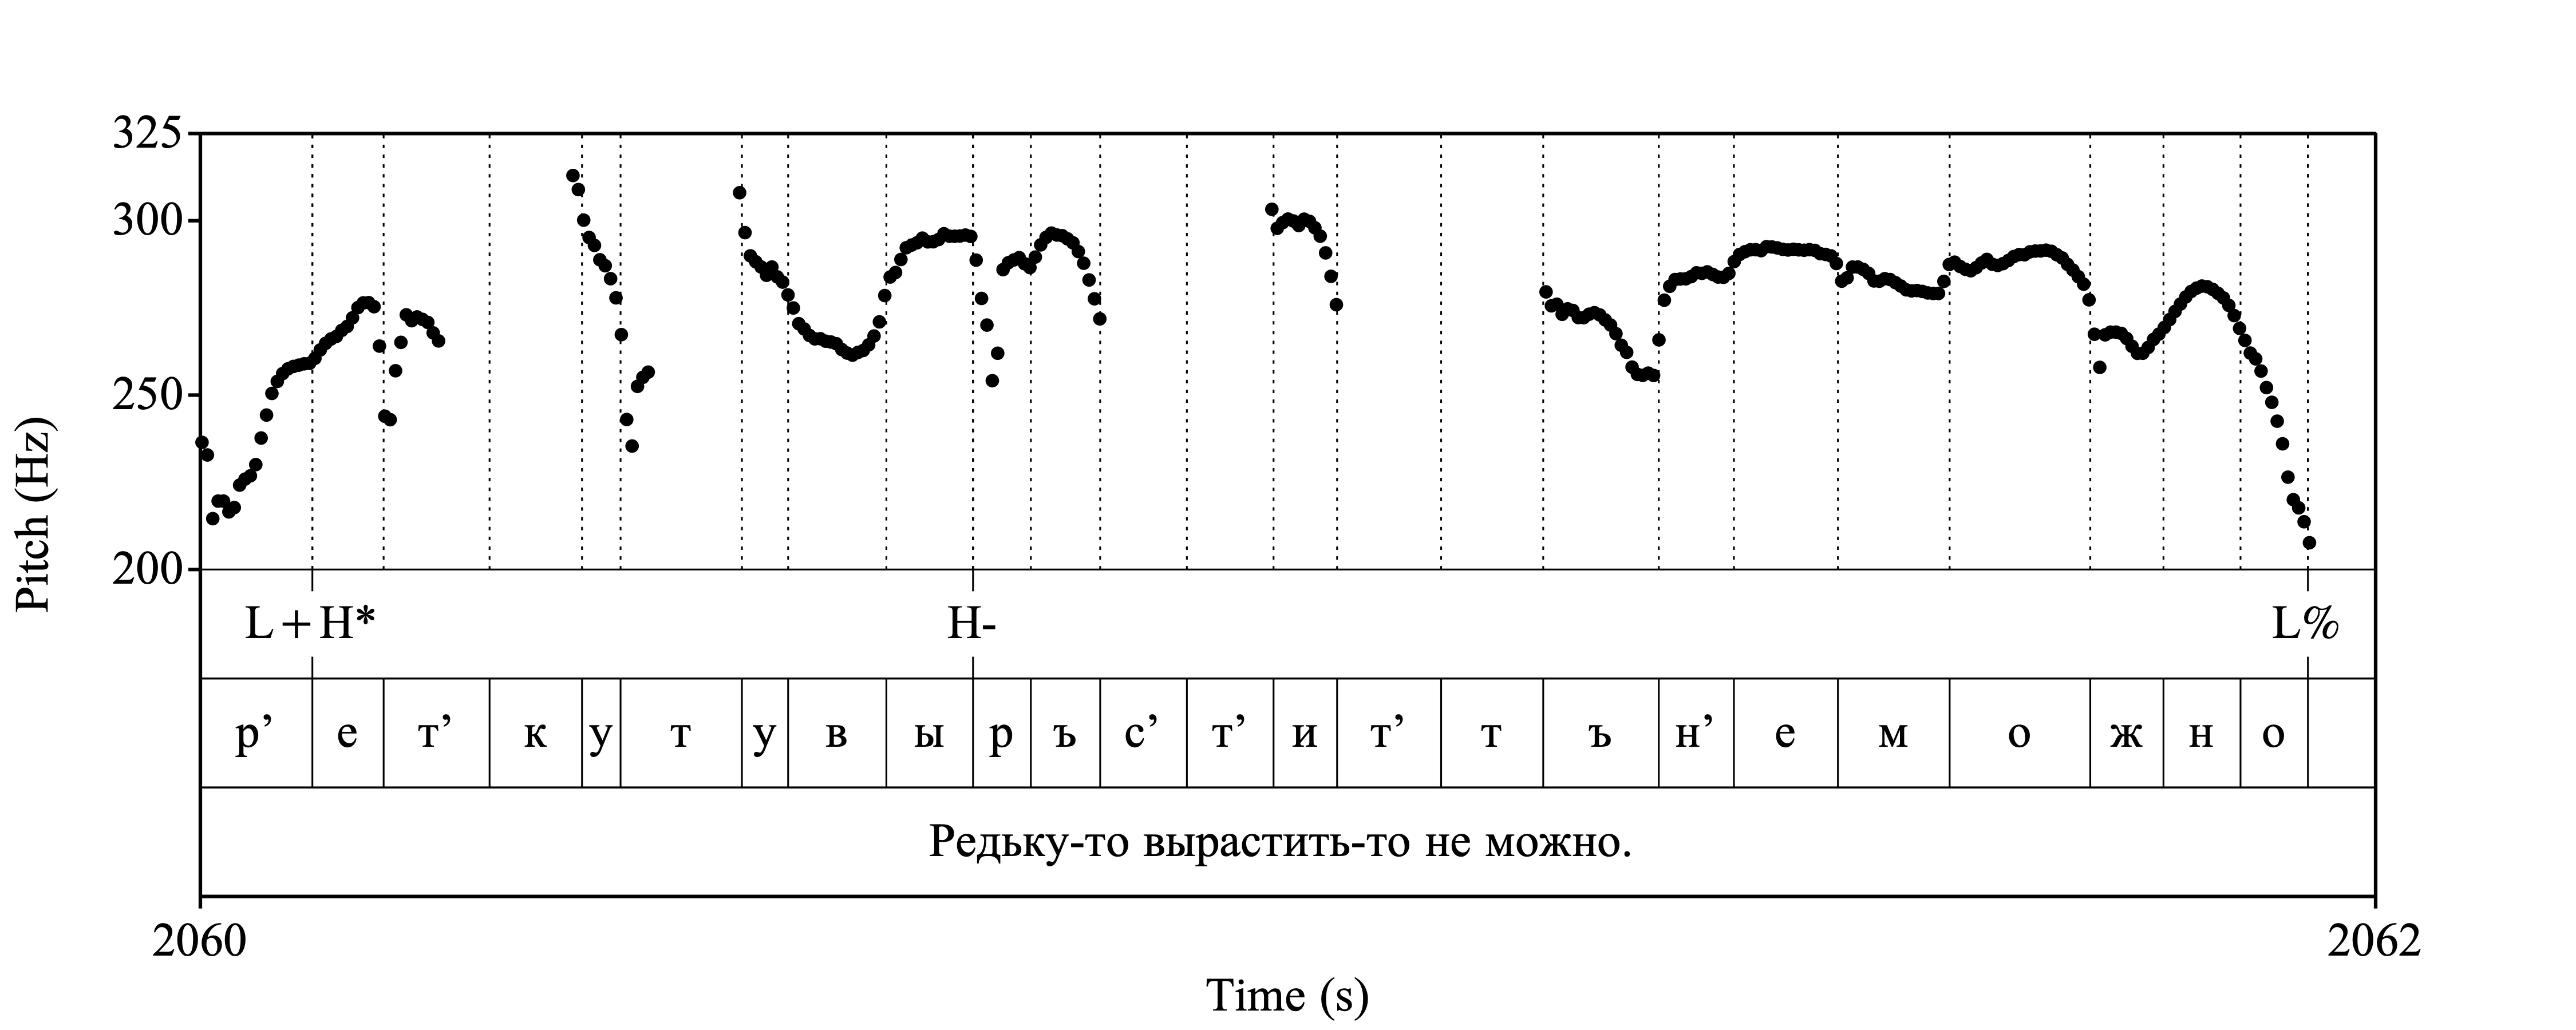 325
300
250
200
Pitch (Hz)
L+H* H- L%
р’ е т’ к у т у в ы р ъ с’ т’ и т’ т ъ н’ е м о ж н о
Редьку-то вырастить-то не можно.
2060 2062
Time (s)